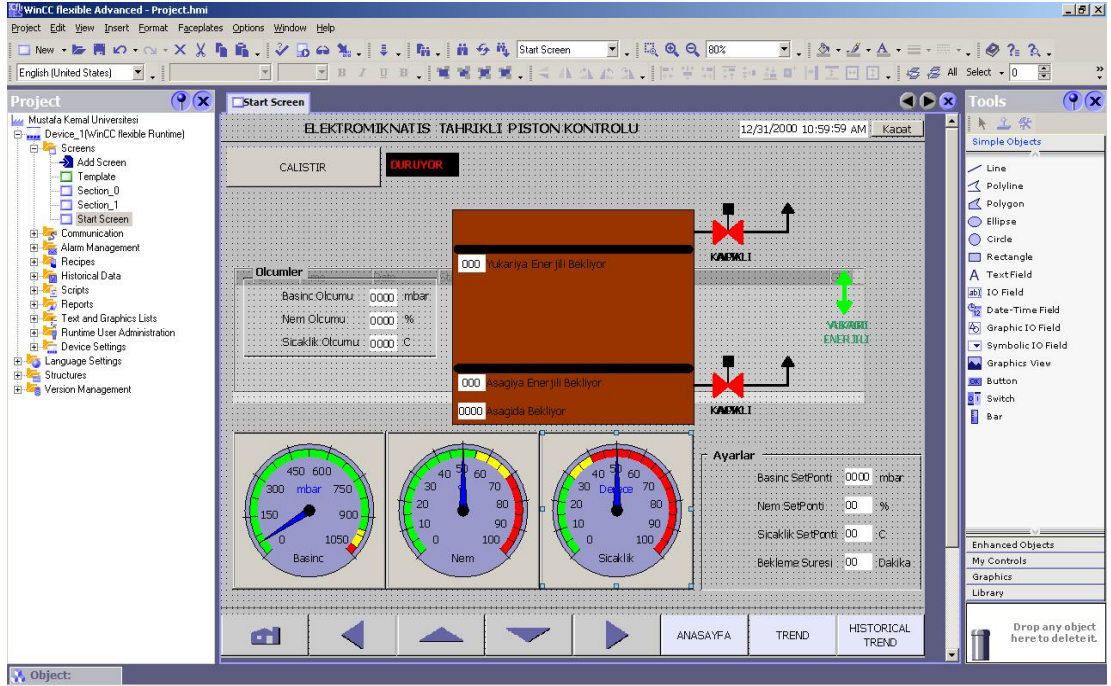 WinCC flexible Advanced - Project.hmi
Project Edit View Insert Format Faceplates Options Window Help
New
Start Screen
80%
English (United States)
All
Select
0
Project
Start Screen
Tools
Mustafa Kemal Universitesi
Device_1(WinCC flexible Runtime)
Screens
Add Screen
Template
Section_0
Section_1
Start Screen
Communication
Alarm Management
Recipes
Historical Data
Scripts
Reports
Text and Graphics Lists
Runtime User Administration
Device Settings
Language Settings
Structures
Version Management
ELEKTROMIKNATIS TAHRIKLI PISTON KONTROLU
12/31/2000 10:59:59 AM
Kapat
CALISTIR
DURUYOR
000 Yukariya Enerjili Bekliyor
Olcumler
Basinc Olcumu 0000 mbar
Nem Olcumu 0000 %
Sicaklik Olcumu 0000 C
ENERJILI
000 Asagiya Enerjili Bekliyor
0000 Asagida Bekliyor
0 150 300 450 600 750 900 1050
mbar
Basinc
0 10 20 30 40 50 60 70 80 90 100
Nem
0 10 20 30 40 50 60 70 80 90 100
Derece
Sicaklik
Ayarlar
Basinc SetPonti 0000 mbar
Nem SetPonti 00 %
Sicaklik SetPonti 00 C
Bekleme Suresi 00 Dakika
ANASAYFA
TREND
HISTORICAL
TREND
Simple Objects
Line
Polyline
Polygon
Ellipse
Circle
Rectangle
TextField
IO Field
Date-Time Field
Graphic IO Field
Symbolic IO Field
Graphics View
Button
Switch
Bar
Enhanced Objects
My Controls
Graphics
Library
Drop any object
here to delete it.
Object: